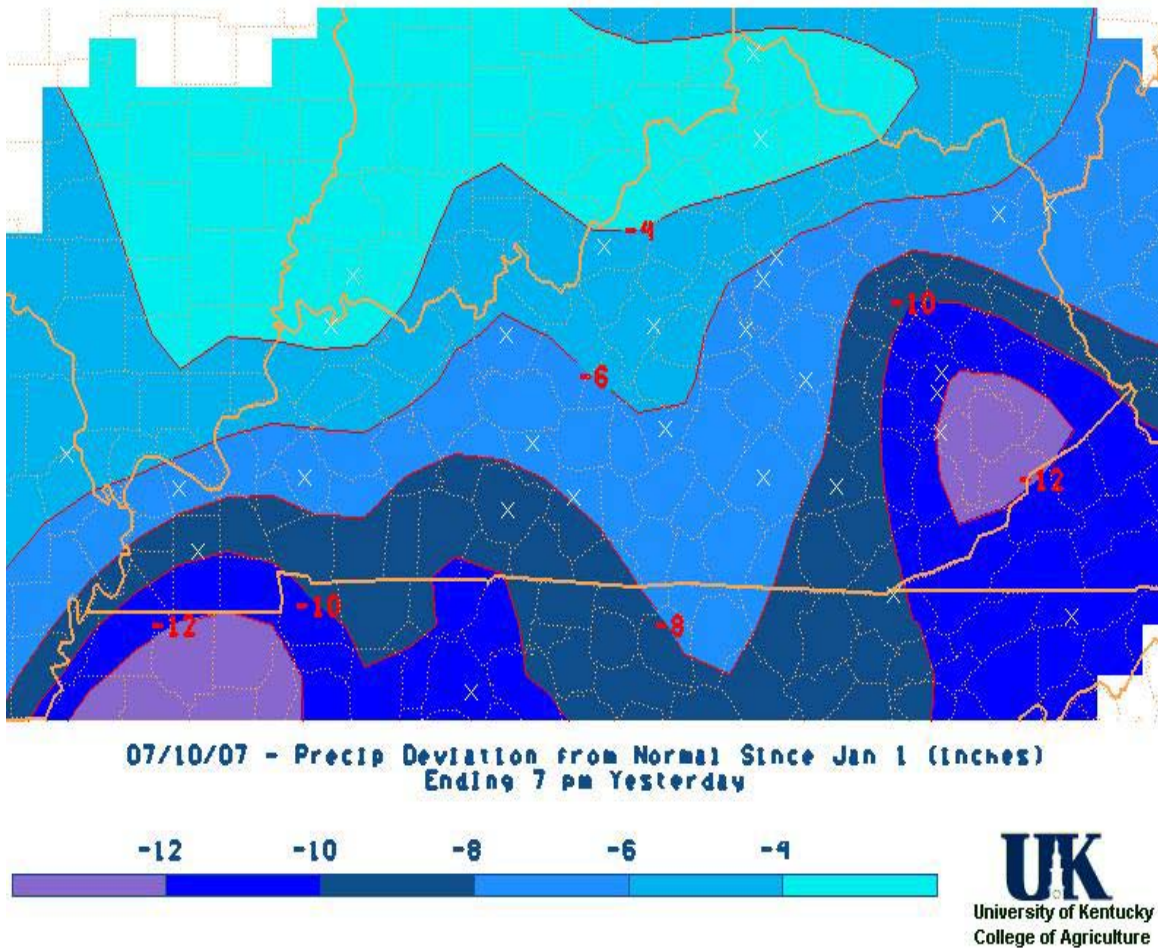 -4
-10
-6
-12
-10
-12
-8
07/10/07 - Precip Deviation from Normal Since Jan 1 (inches)
Ending 7 pm Yesterday
-12 -10 -8 -6 -4
UK
University of Kentucky
College of Agriculture